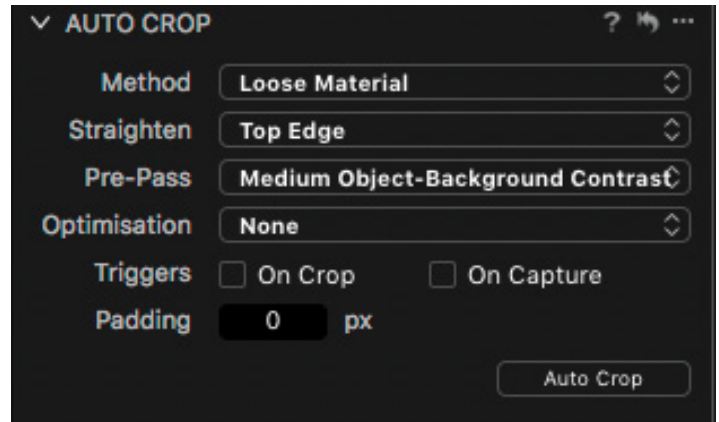 AUTO CROP ? ...
Method Loose Material
Straighten Top Edge
Pre-Pass Medium Object-Background Contrast
Optimisation None
Triggers On Crop On Capture
Padding 0 px
Auto Crop